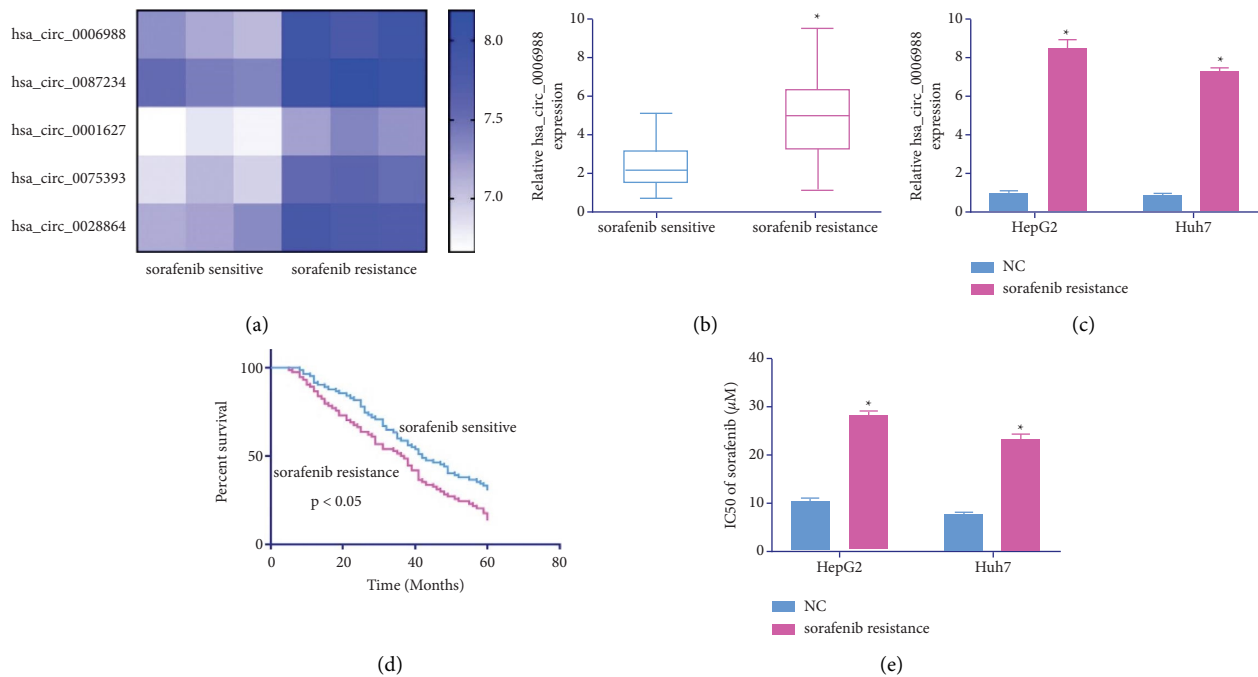 hsa_circ_0006988
hsa_circ_0087234
hsa_circ_0001627
hsa_circ_0075393
hsa_circ_0028864
sorafenib sensitive
sorafenib resistance
8.0
7.5
7.0
(a)
Relative hsa_circ_0006988
expression
10
8
6
4
2
0
*
sorafenib sensitive
sorafenib resistance
(b)
Relative hsa_circ_0006988
expression
10
8
6
4
2
0
*
*
HepG2
Huh7
NC
sorafenib resistance
(c)
Percent survival
100
50
0
sorafenib sensitive
sorafenib resistance
p < 0.05
0
20
40
60
80
Time (Months)
(d)
IC50 of sorafenib (μM)
40
30
20
10
0
*
*
HepG2
Huh7
NC
sorafenib resistance
(e)